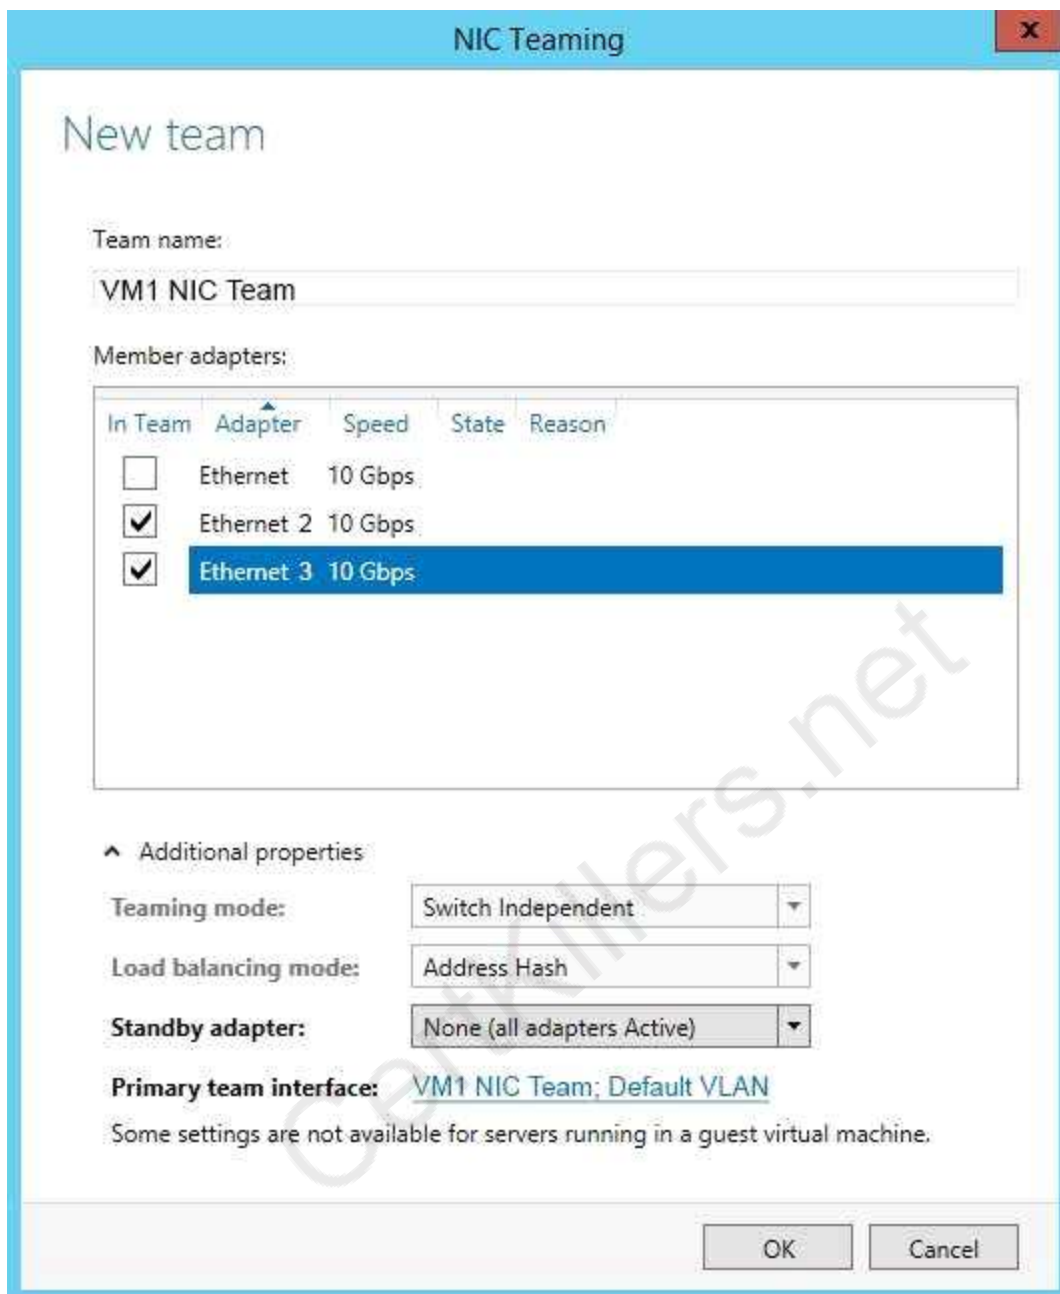 NIC Teaming
x
New team
Team name:
VM1 NIC Team
Member adapters:
In Team Adapter Speed State Reason
Ethernet 10 Gbps
Ethernet 2 10 Gbps
Ethernet 3 10 Gbps
Additional properties
Teaming mode: Switch Independent
Load balancing mode: Address Hash
Standby adapter: None (all adapters Active)
Primary team interface: VM1 NIC Team; Default VLAN
Some settings are not available for servers running in a guest virtual machine.
OK Cancel
CertKillers.net